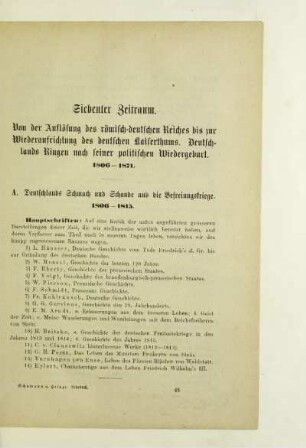 Siebenter Zeitraum.
Von der Auflösung des römisch-deutschen Reiches bis zur
Wiederaufrichtung des deutschen Kaiserthums. Deutsch-
lands Ringen nach seiner politischen Wiedergeburt.
1806—1871.
A. Deutschlands Schmach und Schande und die Befreiungskriege.
1806—1815.
Hauptschriften: Auf eine Kritik der unten angeführten grösseren
Darstellungen dieser Zeit, die wir stellenweise wörtlich benutzt haben, und
deren Verfasser zum Theil noch in unseren Tagen leben, verzichten wir des
knapp zugemessenen Raumes wegen.
1) L. Häusser, Deutsche Geschichte vom Tode Friedrich's d. Gr. bis
zur Gründung des deutschen Bundes.
2) W. Menzel, Geschichte der letzten 120 Jahre.
3) F. Eberty, Geschichte des preussischen Staates.
4) F. Voigt, Geschichte des brandenburgisch-preussischen Staates.
5) W. Pierson, Preussische Geschichte.
6) F. Schmidt, Preussens Geschichte.
7) Fr. Kohlrausch, Deutsche Geschichte.
8) G. G. Gervinus, Geschichte des 19. Jahrhunderts.
9) E. M. Arndt, Erinnerungen aus dem äusseren Leben.
der Zeit. Meine Wanderungen und Wandelungen mit dem Reichsfreiherrn
von Stein.
10) H. Beitzke, Geschichte der deutschen Freiheitskriege in den
Jahren 1813 und 1814. Geschichte des Jahres 1815.
11) C. v. Clausewitz hinterlassene Werke
12) G. H. Pertz, Das Leben des Ministers Freiherrn von Stein.
13) Varnhagen von Ense, Leben des Fürsten Blücher von Wahlstatt.
14) Eylert, Charakterzüge aus dem Leben Friedrich Wilhelm's III.